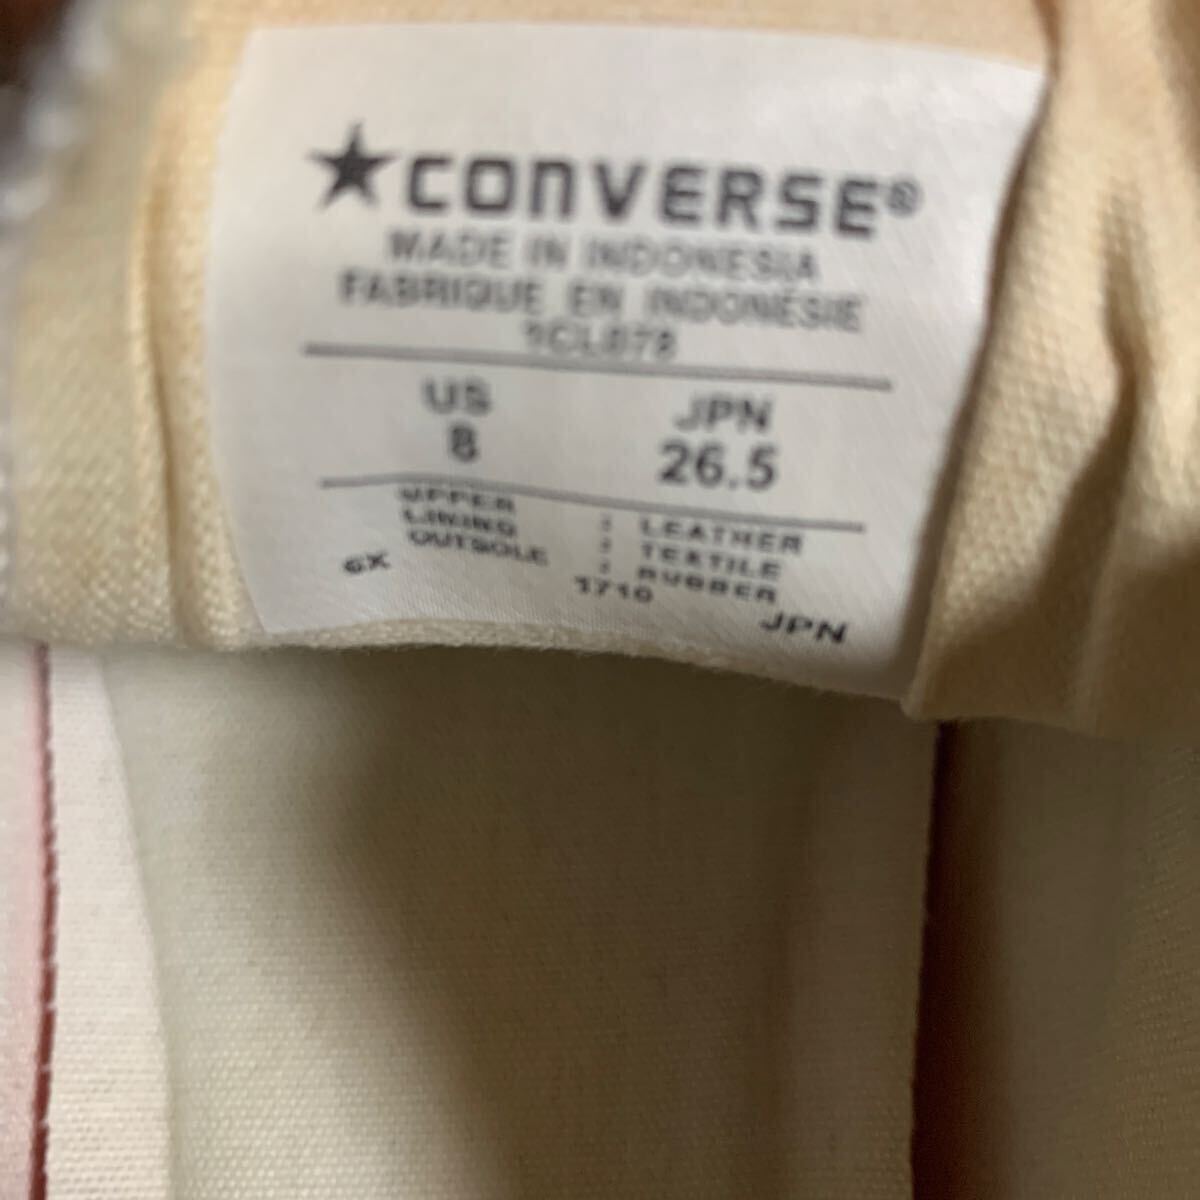 ★CONVERSE®
MADE IN INDONESIA
FABRIQUE EN INDONÉSIE
1CL078
US JPN
8 26.5
UPPER : LEATHER
LINING : TEXTILE
OUTSOLE : RUBBER
6X 1710 JPN